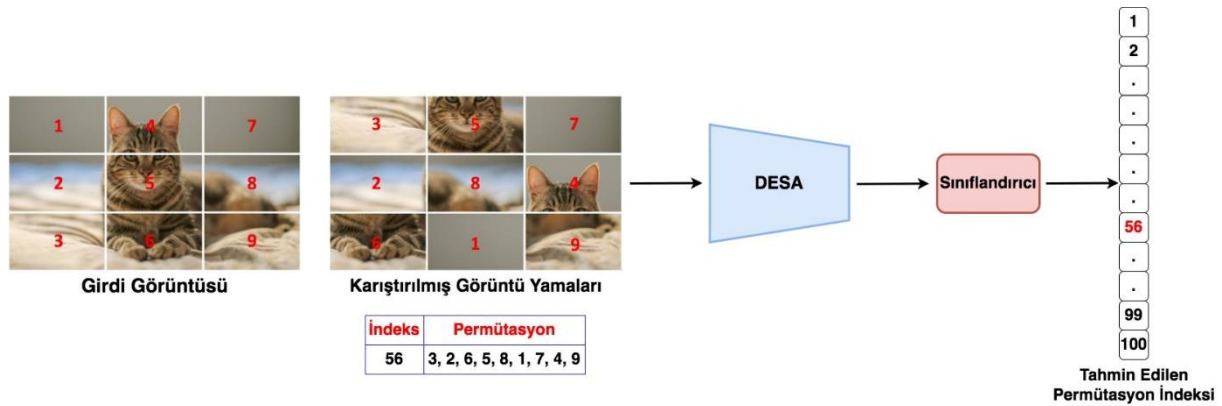 1 4 7
2 5 8
3 6 9
Girdi Görüntüsü
3 5 7
2 8 4
6 1 9
Karıştırılmış Görüntü Yamaları
İndeks Permütasyon
56 3, 2, 6, 5, 8, 1, 7, 4, 9
DESA
Sınıflandırıcı
1
2
.
.
.
.
.
56
.
.
99
100
Tahmin Edilen
Permütasyon İndeksi